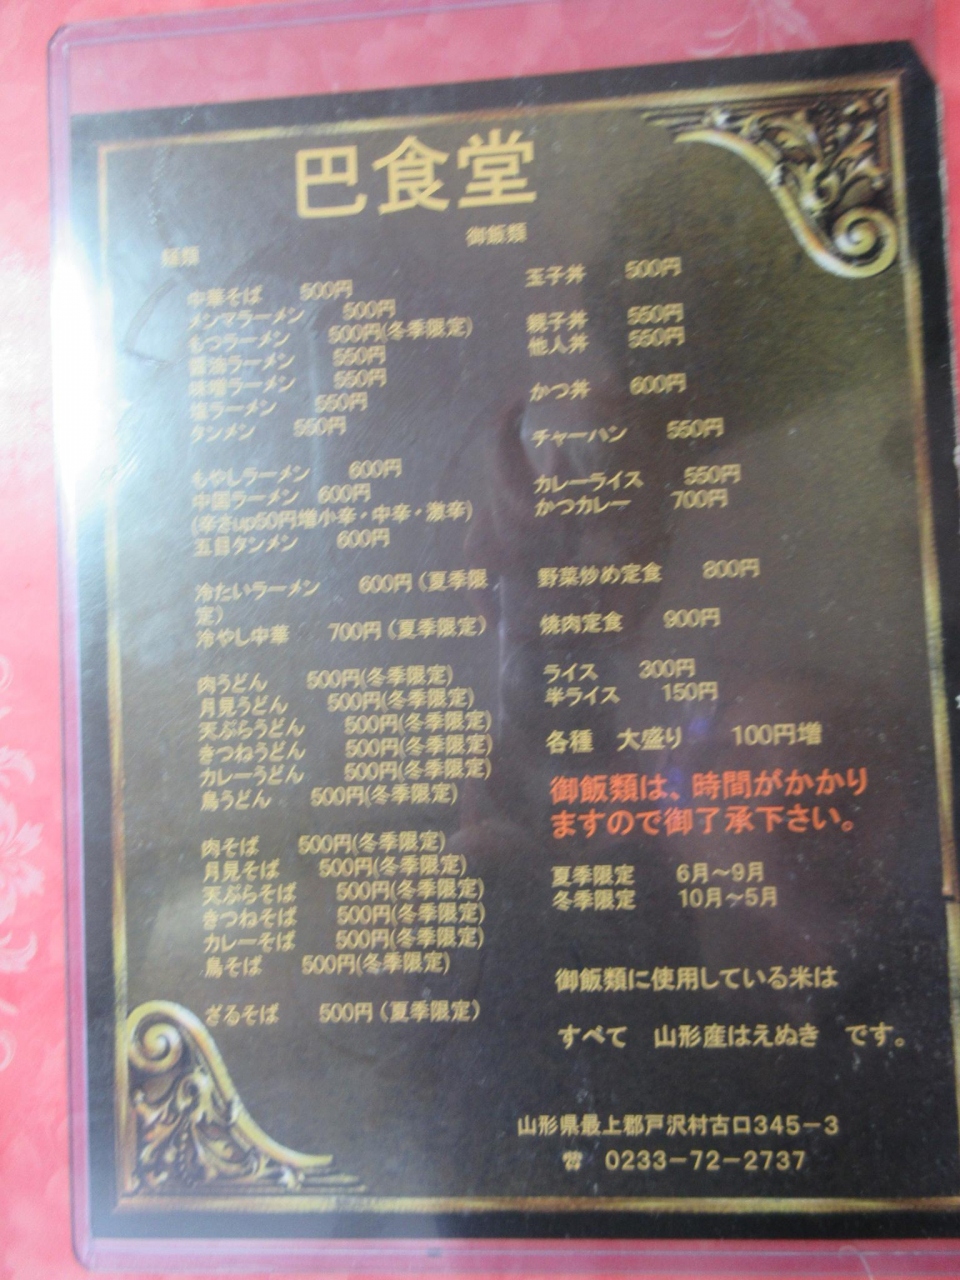 巴食堂
麺類
中華そば 500円
メンマラーメン 500円
もつラーメン 500円(冬季限定)
醤油ラーメン 550円
味噌ラーメン 550円
塩ラーメン 550円
タンメン 550円
もやしラーメン 600円
中国ラーメン 600円
(辛さup50円増小辛・中辛・激辛)
五目タンメン 600円
冷たいラーメン 600円（夏季限
定）
冷やし中華 700円（夏季限定）
肉うどん 500円(冬季限定)
月見うどん 500円(冬季限定)
天ぷらうどん 500円(冬季限定)
きつねうどん 500円(冬季限定)
カレーうどん 500円(冬季限定)
鳥うどん 500円(冬季限定)
肉そば 500円(冬季限定)
月見そば 500円(冬季限定)
天ぷらそば 500円(冬季限定)
きつねそば 500円(冬季限定)
カレーそば 500円(冬季限定)
鳥そば 500円(冬季限定)
ざるそば 500円（夏季限定）
御飯類
玉子丼 500円
親子丼 550円
他人丼 550円
かつ丼 600円
チャーハン 550円
カレーライス 550円
かつカレー 700円
野菜炒め定食 800円
焼肉定食 900円
ライス 300円
半ライス 150円
各種 大盛り 100円増
御飯類は、時間がかかり
ますので御了承下さい。
夏季限定 6月～9月
冬季限定 10月～5月
御飯類に使用している米は
すべて 山形産はえぬき です。
山形県最上郡戸沢村古口345－3
☎ 0233－72－2737